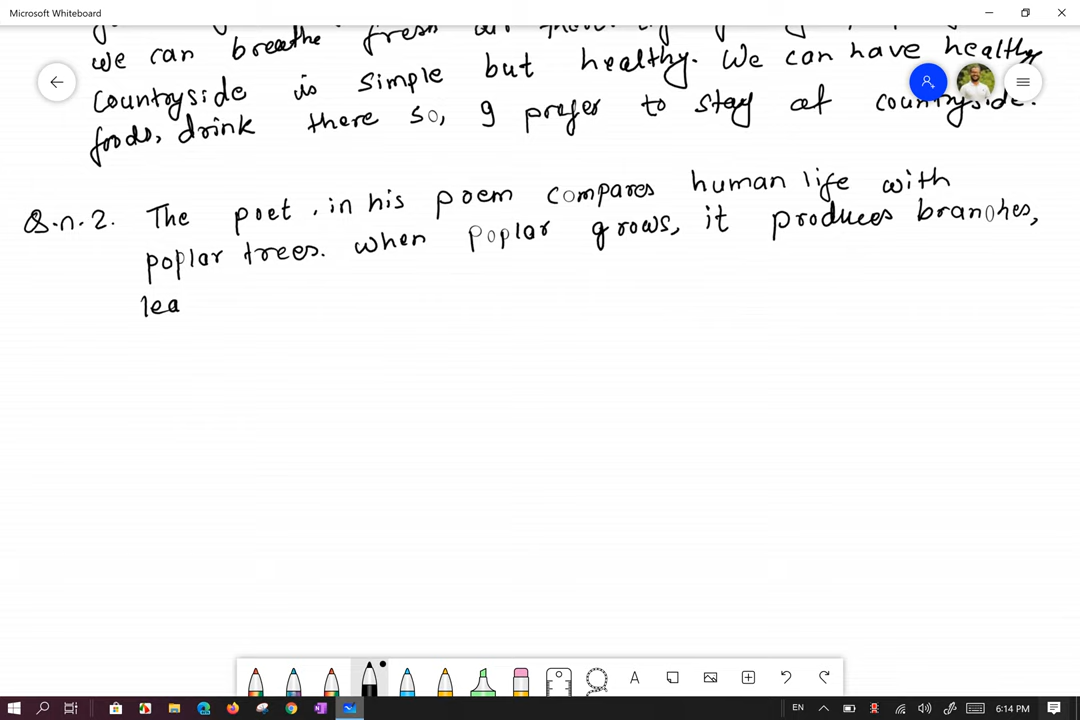 Microsoft Whiteboard
fresh
we can breathe
countryside is simple but healthy. We can have healthy
foods, drink there so, I prefer to stay at countryside.
Q.n.2. The poet, in his poem compares human life with
poplar trees. when poplar grows, it produces branches,
lea
A
EN
6:14 PM